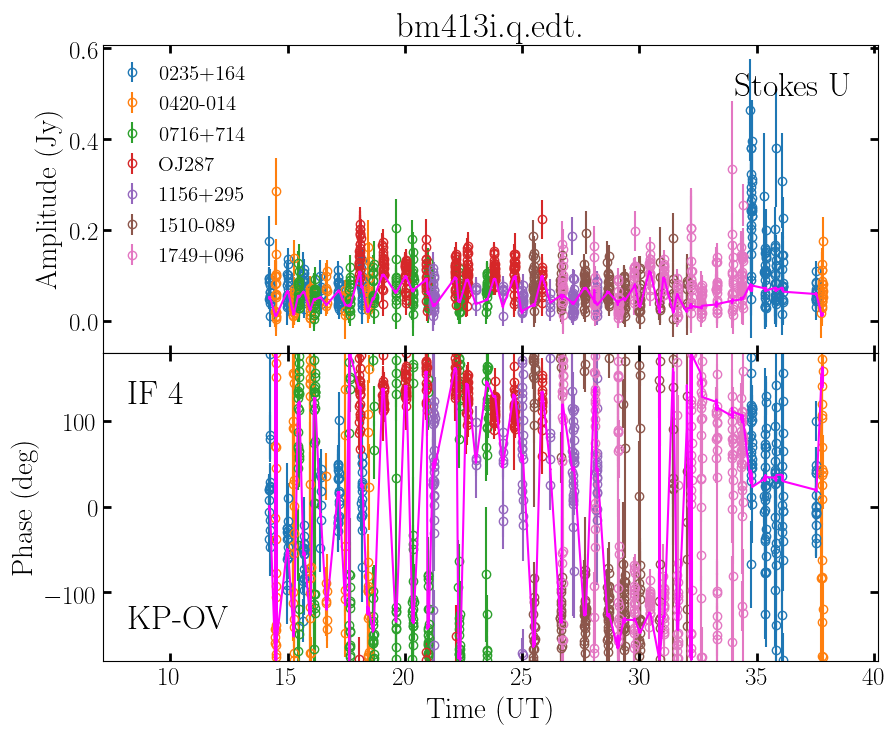 bm413i.q.edt.
Stokes U
0235+164
0420-014
0716+714
OJ287
1156+295
1510-089
1749+096
Amplitude (Jy)
0.6
0.4
0.2
0.0
IF 4
KP-OV
Phase (deg)
100
0
−100
10 15 20 25 30 35 40
Time (UT)